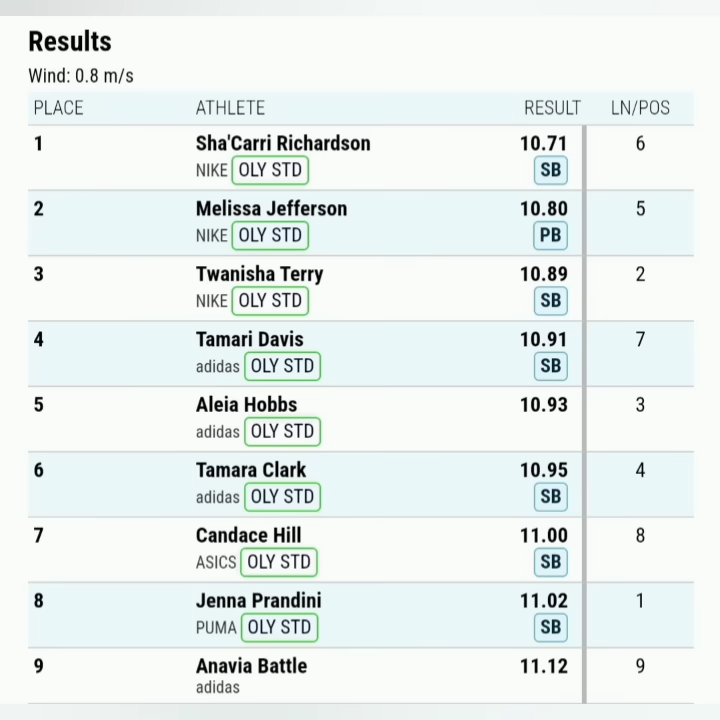 Results
Wind: 0.8 m/s
PLACE ATHLETE RESULT LN/POS
1 Sha'Carri Richardson 10.71 6
NIKE OLY STD SB
2 Melissa Jefferson 10.80 5
NIKE OLY STD PB
3 Twanisha Terry 10.89 2
NIKE OLY STD SB
4 Tamari Davis 10.91 7
adidas OLY STD SB
5 Aleia Hobbs 10.93 3
adidas OLY STD
6 Tamara Clark 10.95 4
adidas OLY STD SB
7 Candace Hill 11.00 8
ASICS OLY STD SB
8 Jenna Prandini 11.02 1
PUMA OLY STD SB
9 Anavia Battle 11.12 9
adidas